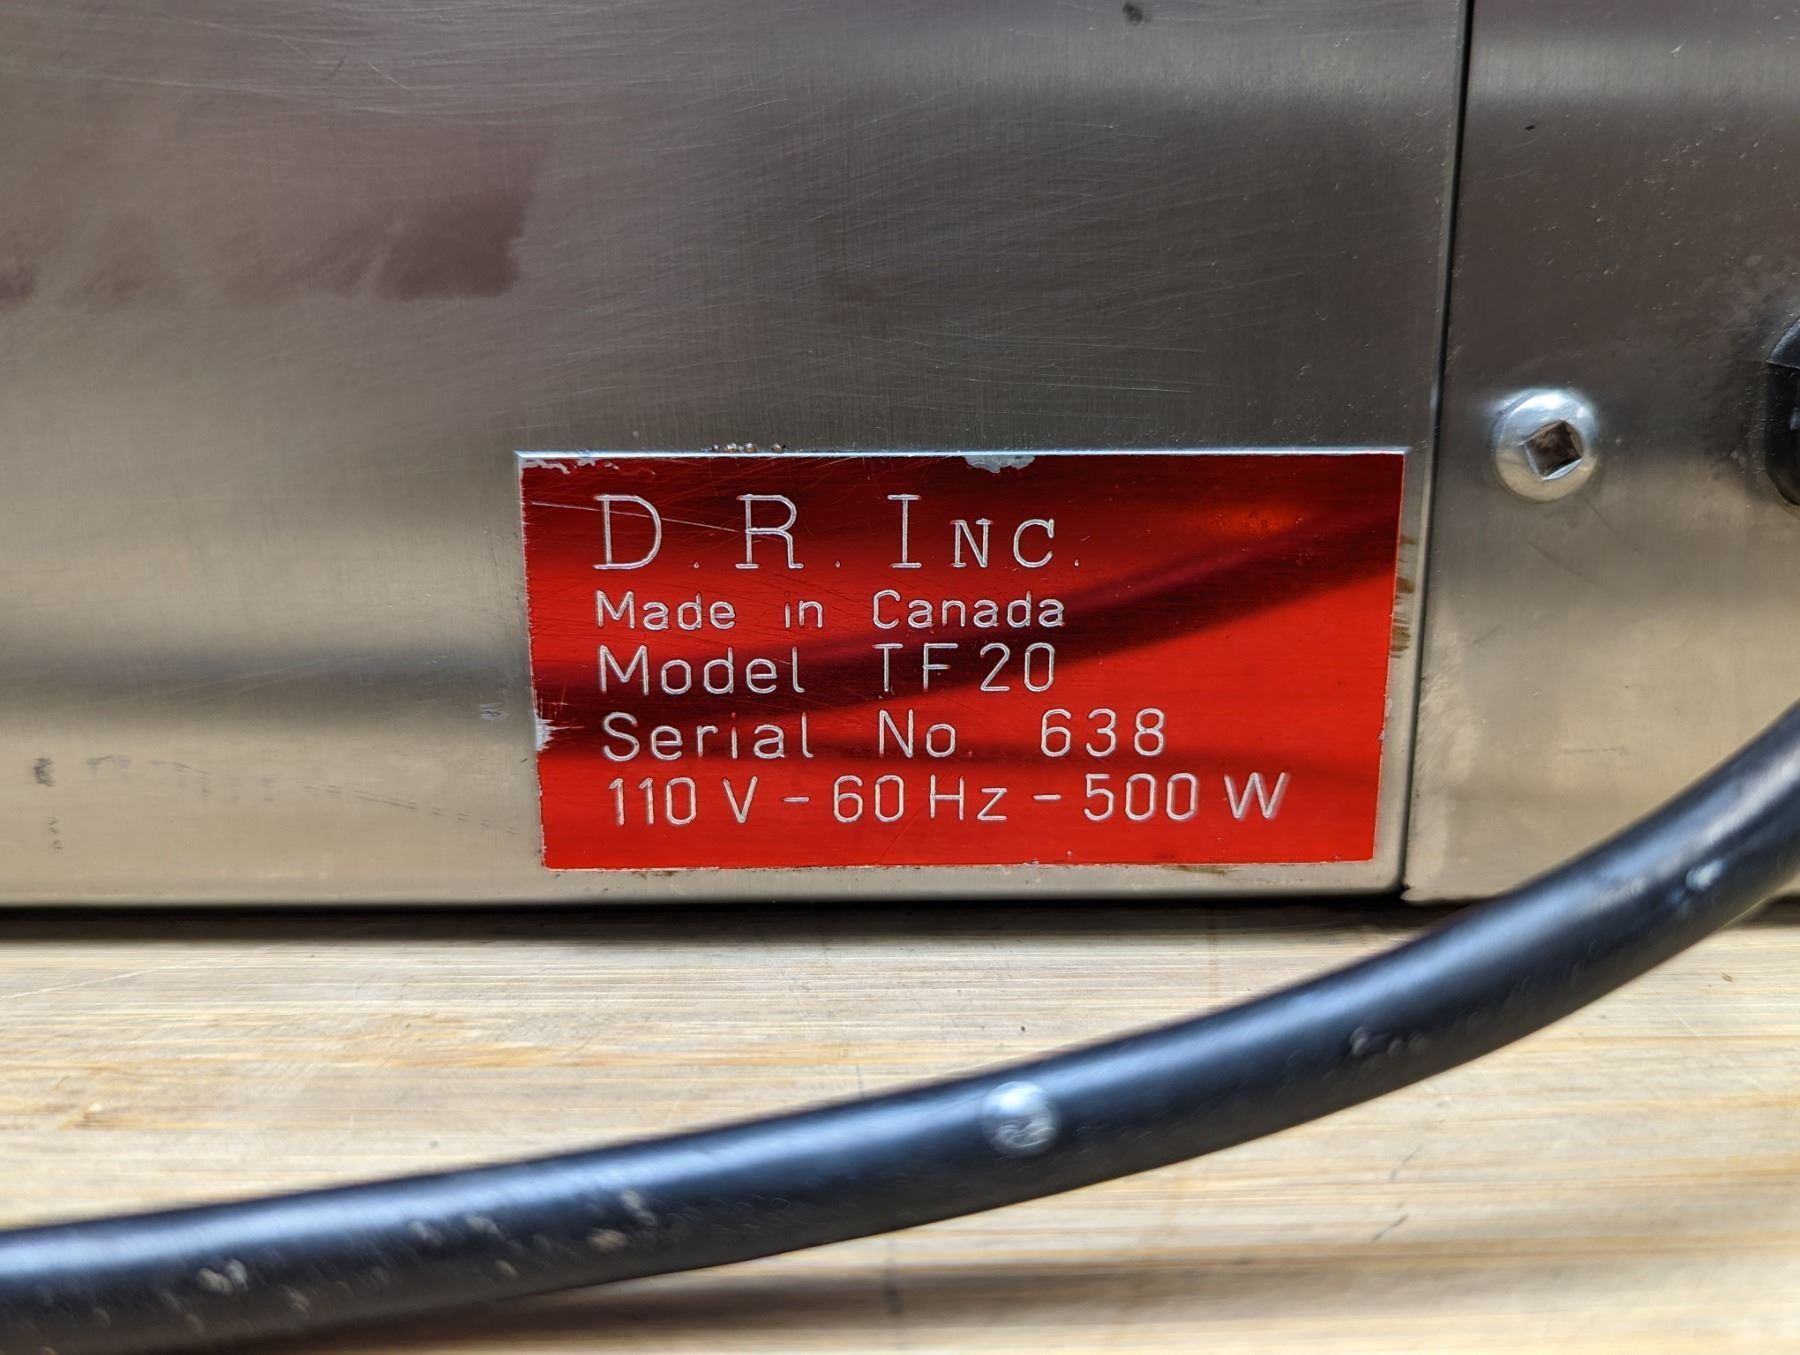 D.R. INC.
Made in Canada
Model TF20
Serial No. 638
110 V - 60 Hz - 500 W